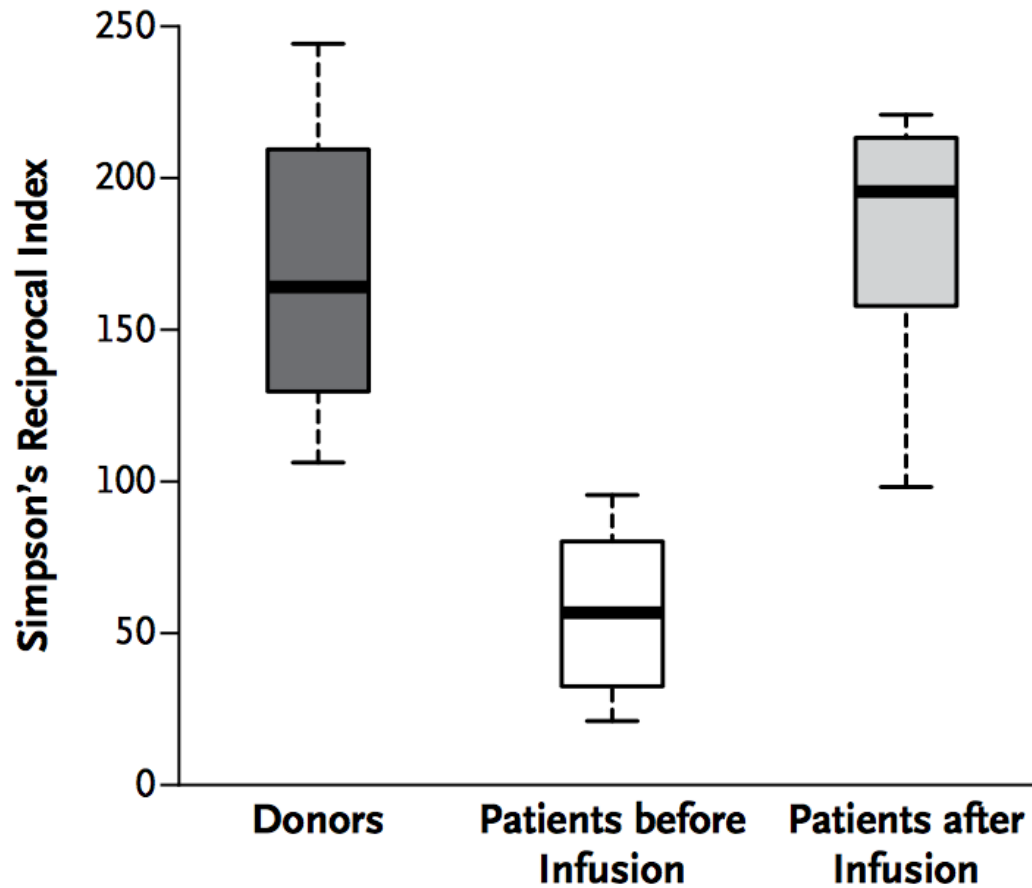 Simpson's Reciprocal Index
250
200
150
100
50
0
Donors
Patients before
Infusion
Patients after
Infusion